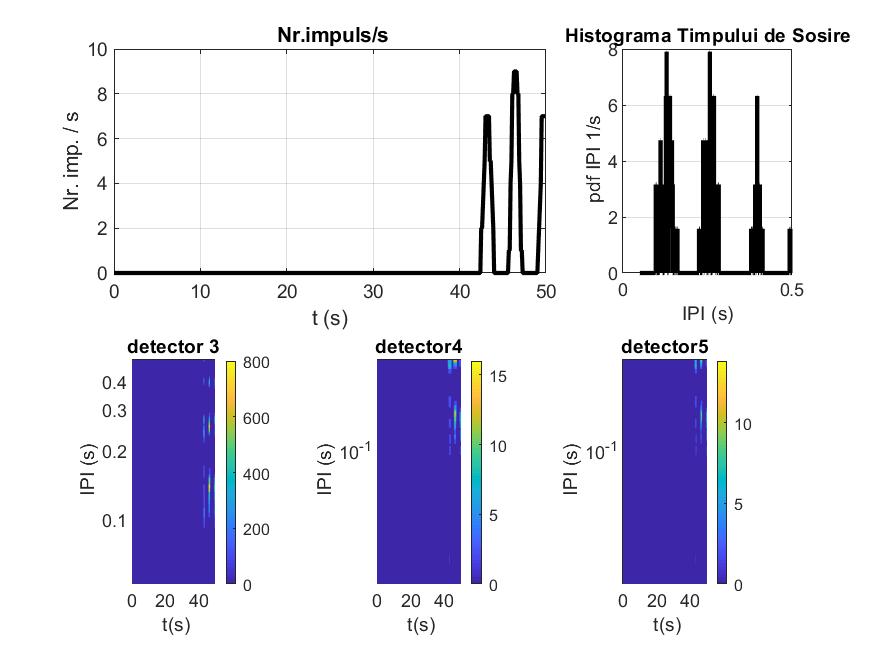 Nr.impuls/s
Nr. imp. / s
10
8
6
4
2
0
0 10 20 30 40 50
t (s)
Histograma Timpului de Sosire
pdf IPI 1/s
8
6
4
2
0
0 0.5
IPI (s)
detector 3
IPI (s)
0.4
0.3
0.2
0.1
0 20 40
t(s)
800
600
400
200
0
detector4
IPI (s)
10-1
0 20 40
t(s)
15
10
5
0
detector5
IPI (s)
10-1
0 20 40
t(s)
10
5
0